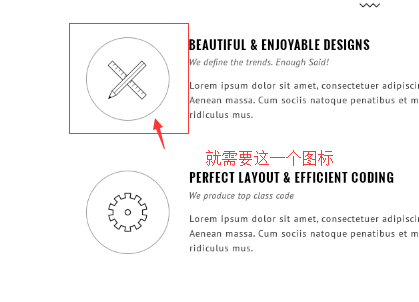 BEAUTIFUL & ENJOYABLE DESIGNS
We define the trends. Enough Said!
Lorem ipsum dolor sit amet, consectetuer adipiscin
Aenean massa. Cum sociis natoque penatibus et m
ridiculus mus.
就需要这一个图标
PERFECT LAYOUT & EFFICIENT CODING
We produce top class code
Lorem ipsum dolor sit amet, consectetuer adipiscin
Aenean massa. Cum sociis natoque penatibus et m
ridiculus mus.